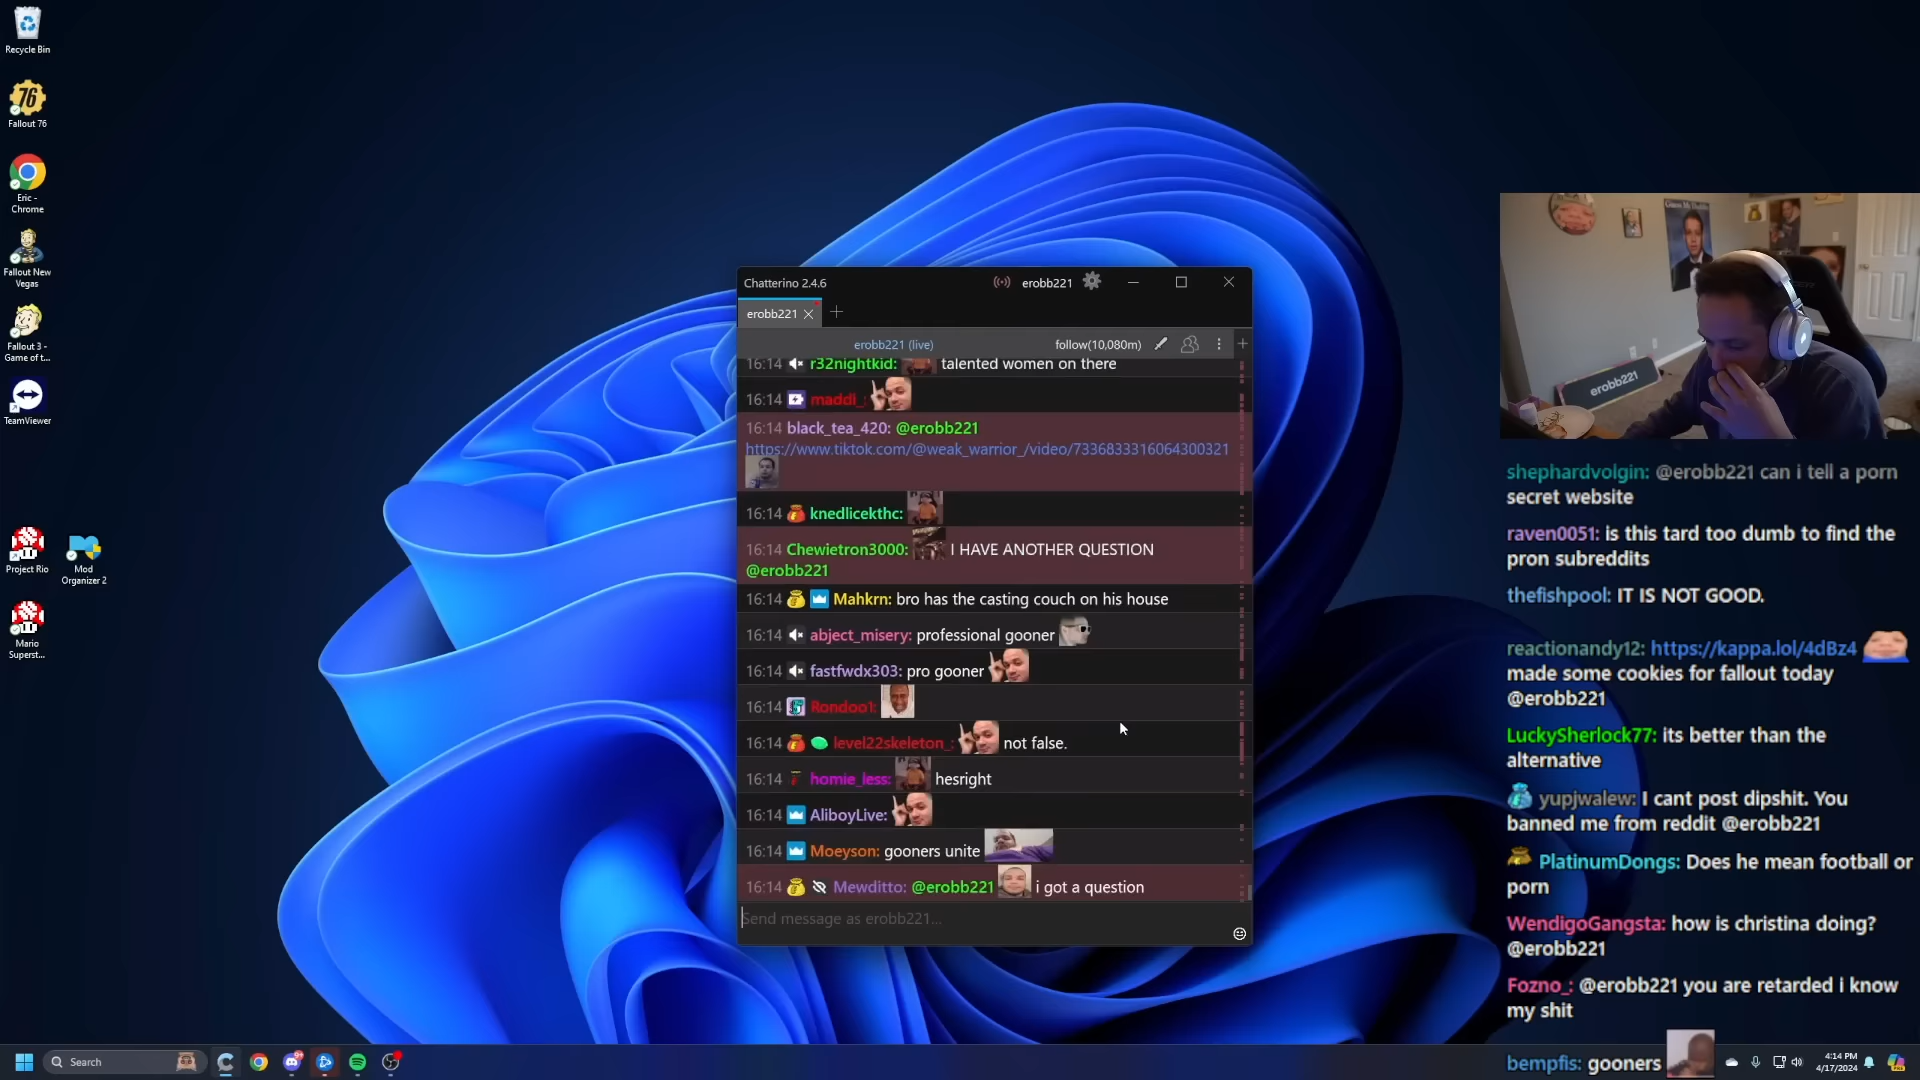 Recycle Bin
Fallout 76
Eric -
Chrome
Fallout New
Vegas
Fallout 3 -
Game of t...
TeamViewer
Project Rio
Mod
Organizer 2
Mario
Superst...
Chatterino 2.4.6
erobb221
erobb221
erobb221 (live)
follow(10,080m)
16:14 r32nightkid: talented women on there
16:14 maddl_:
16:14 black_tea_420: @erobb221
https://www.tiktok.com/@weak_warrior_/video/7336833316064300321
16:14 knedlicekthc:
16:14 Chewietron3000: I HAVE ANOTHER QUESTION
@erobb221
16:14 Mahkrn: bro has the casting couch on his house
16:14 abject_misery: professional gooner
16:14 fastfwdx303: pro gooner
16:14 Rondoo1:
16:14 level22skeleton_: not false.
16:14 homie_less: hesright
16:14 AliboyLive:
16:14 Moeyson: gooners unite
16:14 Mewditto: @erobb221 i got a question
Send message as erobb221...
erobb221
shephardvolgin: @erobb221 can i tell a porn
secret website
raven0051: is this tard too dumb to find the
pron subreddits
thefishpool: IT IS NOT GOOD.
reactionandy12: https://kappa.lol/4dBz4
made some cookies for fallout today
@erobb221
LuckySherlock77: its better than the
alternative
yupjwalew: I cant post dipshit. You
banned me from reddit @erobb221
PlatinumDongs: Does he mean football or
porn
WendigoGangsta: how is christina doing?
@erobb221
Fozno_: @erobb221 you are retarded i know
my shit
bempfis: gooners
Search
4:14 PM
4/17/2024